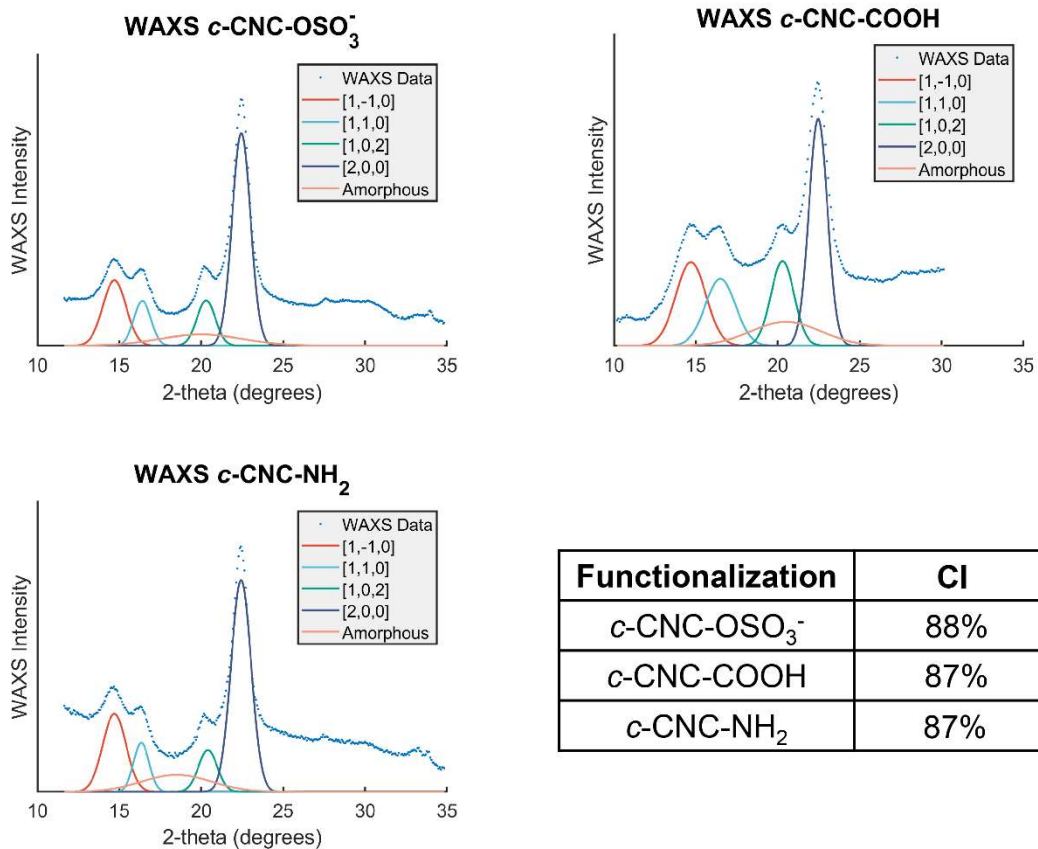 WAXS c-CNC-OSO₃⁻
WAXS Intensity
WAXS Data
[1,-1,0]
[1,1,0]
[1,0,2]
[2,0,0]
Amorphous
10 15 20 25 30 35
2-theta (degrees)
WAXS c-CNC-COOH
WAXS Intensity
WAXS Data
[1,-1,0]
[1,1,0]
[1,0,2]
[2,0,0]
Amorphous
10 15 20 25 30 35
2-theta (degrees)
WAXS c-CNC-NH₂
WAXS Intensity
WAXS Data
[1,-1,0]
[1,1,0]
[1,0,2]
[2,0,0]
Amorphous
10 15 20 25 30 35
2-theta (degrees)
Functionalization CI
c-CNC-OSO₃⁻ 88%
c-CNC-COOH 87%
c-CNC-NH₂ 87%